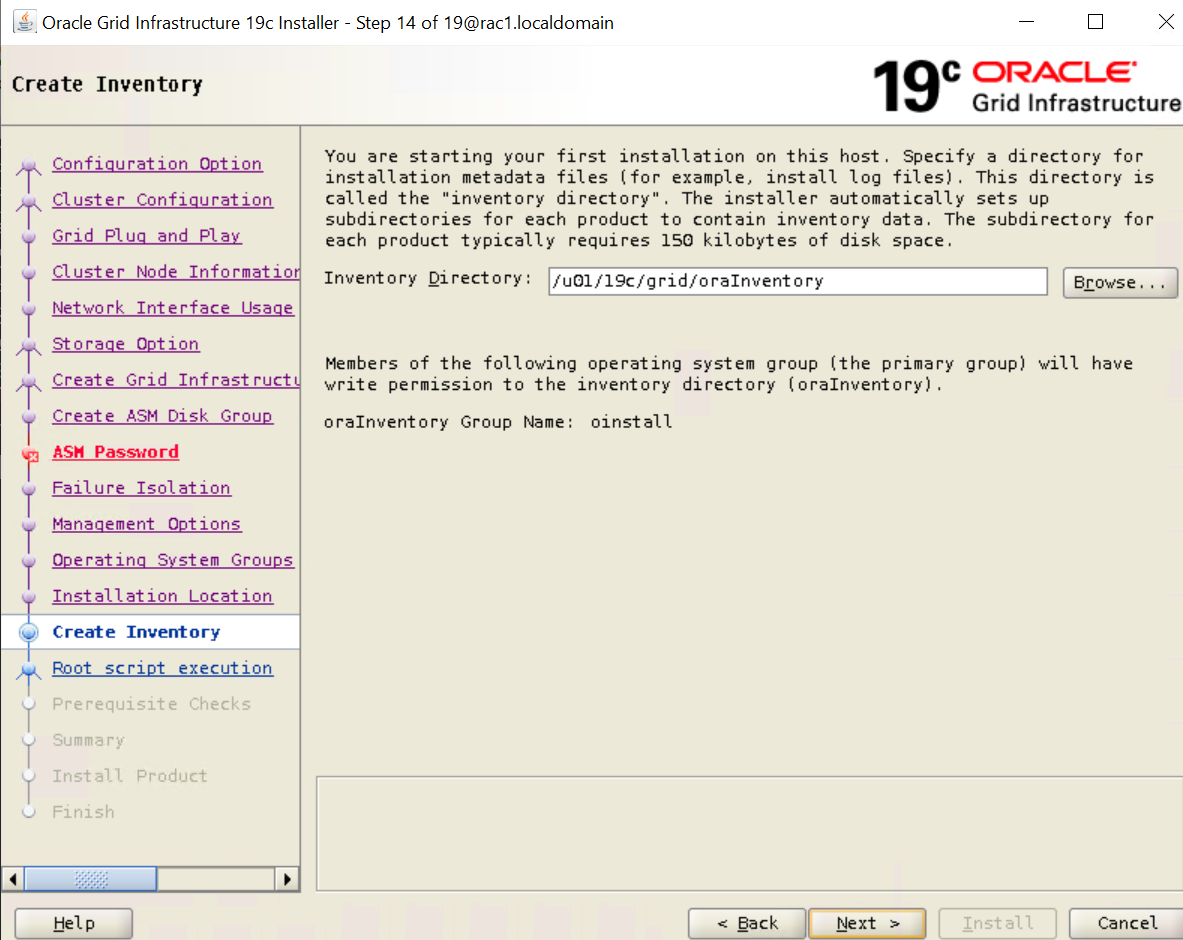 Oracle Grid Infrastructure 19c Installer - Step 14 of 19@rac1.localdomain
Create Inventory
19c ORACLE
Grid Infrastructure
Configuration Option
Cluster Configuration
Grid Plug and Play
Cluster Node Information
Network Interface Usage
Storage Option
Create Grid Infrastructu
Create ASM Disk Group
ASM Password
Failure Isolation
Management Options
Operating System Groups
Installation Location
Create Inventory
Root script execution
Prerequisite Checks
Summary
Install Product
Finish
You are starting your first installation on this host. Specify a directory for
installation metadata files (for example, install log files). This directory is
called the "inventory directory". The installer automatically sets up
subdirectories for each product to contain inventory data. The subdirectory for
each product typically requires 150 kilobytes of disk space.
Inventory Directory: /u01/19c/grid/oraInventory Browse...
Members of the following operating system group (the primary group) will have
write permission to the inventory directory (oraInventory).
oraInventory Group Name: oinstall
Help < Back Next > Install Cancel